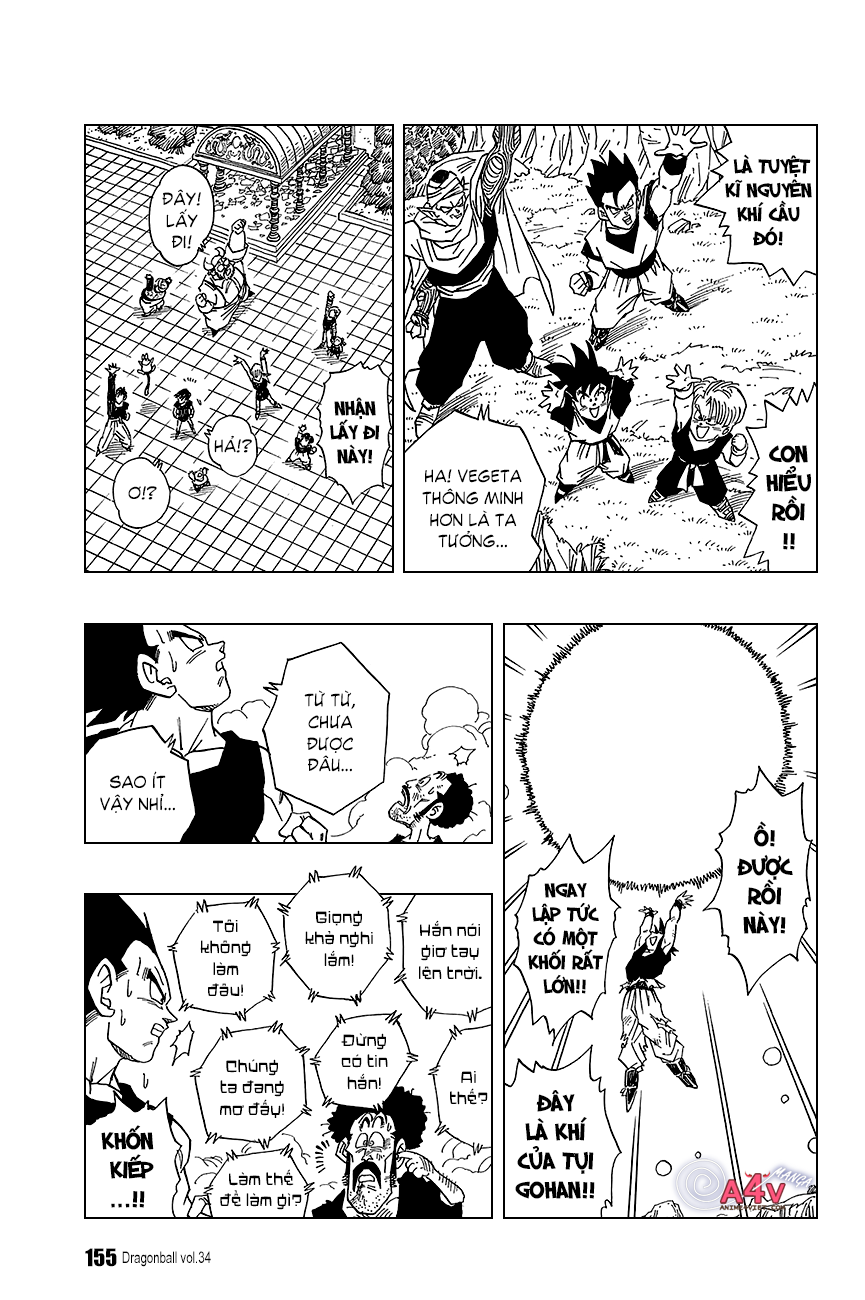 LÀ TUYỆT
KĨ NGUYÊN
KHÍ CẦU
ĐÓ!
CON
HIỂU
RỒI
!!
HA! VEGETA
THÔNG MINH
HƠN LÀ TA
TƯỞNG...
ĐÂY!
LẤY
ĐI!
NHẬN
LẤY ĐI
NÀY!
HẢ!?
Ơ!?
Ồ!
ĐƯỢC
RỒI
NÀY!
NGAY
LẬP TỨC
CÓ MỘT
KHỐI RẤT
LỚN!!
ĐÂY
LÀ KHÍ
CỦA TỤI
GOHAN!!
TỪ TỪ,
CHƯA
ĐƯỢC
ĐÂU...
SAO ÍT
VẬY NHỈ...
Hắn nói
giơ tay
lên trời.
Giọng
khả nghi
lắm!
Tôi
không
làm
đâu!
Ai
thế?
Đừng
có tin
hắn!
Chúng
ta đang
mơ đấy!
Làm thế
để làm gì?
KHỐN
KIẾP
...!!
A4V
MANGA
ANIME4VIET.COM
155 Dragonball vol.34